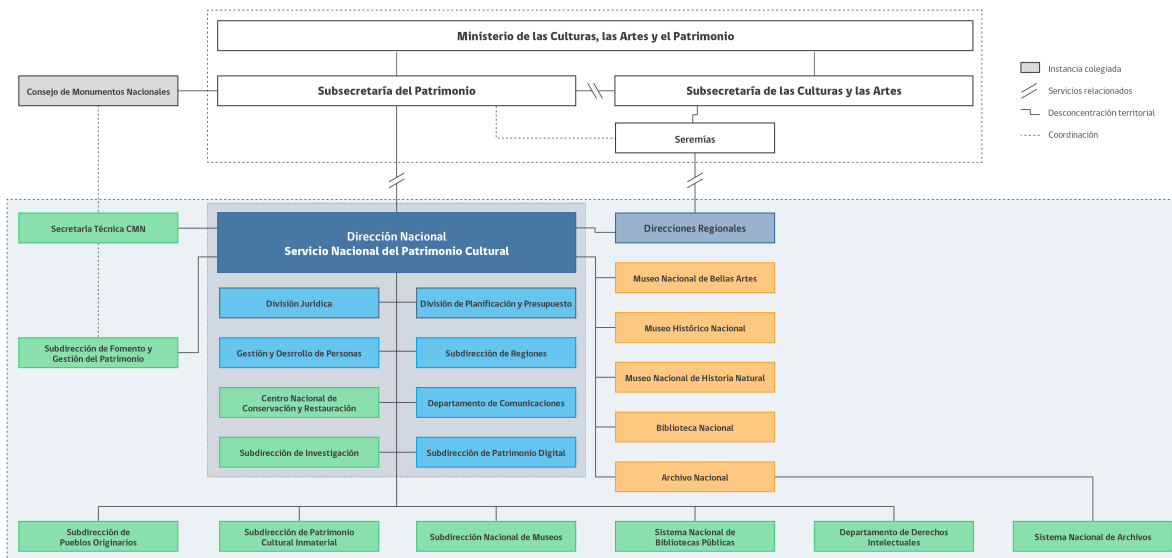 Ministerio de las Culturas, las Artes y el Patrimonio
Consejo de Monumentos Nacionales
Subsecretaría del Patrimonio
Subsecretaría de las Culturas y las Artes
Seremías
Instancia colegiada
Servicios relacionados
Desconcentración territorial
Coordinación
Secretaría Técnica CMN
Dirección Nacional
Servicio Nacional del Patrimonio Cultural
Direcciones Regionales
División Jurídica
División de Planificación y Presupuesto
Museo Nacional de Bellas Artes
Museo Histórico Nacional
Subdirección de Fomento y
Gestión del Patrimonio
Gestión y Desrrollo de Personas
Subdirección de Regiones
Museo Nacional de Historia Natural
Centro Nacional de
Conservación y Restauración
Departamento de Comunicaciones
Biblioteca Nacional
Subdirección de Investigación
Subdirección de Patrimonio Digital
Archivo Nacional
Subdirección de
Pueblos Originarios
Subdirección de Patrimonio
Cultural Inmaterial
Subdirección Nacional de Museos
Sistema Nacional de
Bibliotecas Públicas
Departamento de Derechos
Intelectuales
Sistema Nacional de Archivos